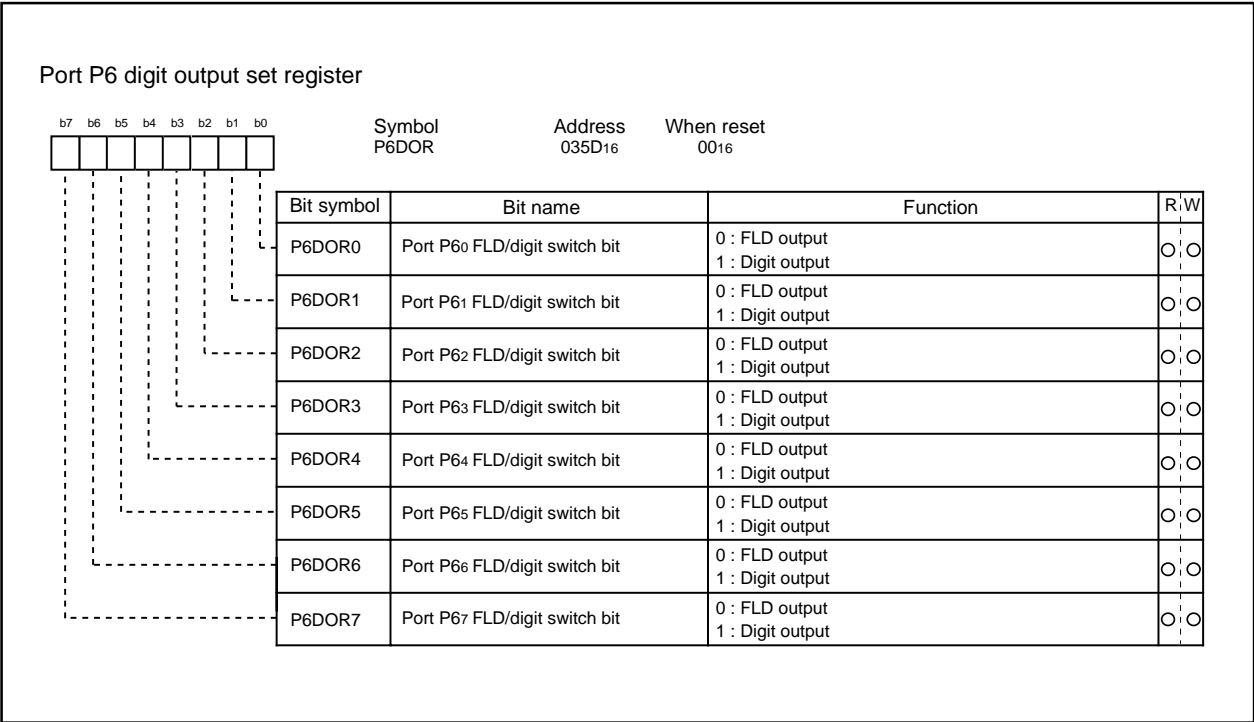 Port P6 digit output set register
b7 b6 b5 b4 b3 b2 b1 b0
Symbol Address When reset
P6DOR 035D16 0016
Bit symbol Bit name Function R W
P6DOR0 Port P60 FLD/digit switch bit 0 : FLD output
1 : Digit output
P6DOR1 Port P61 FLD/digit switch bit 0 : FLD output
1 : Digit output
P6DOR2 Port P62 FLD/digit switch bit 0 : FLD output
1 : Digit output
P6DOR3 Port P63 FLD/digit switch bit 0 : FLD output
1 : Digit output
P6DOR4 Port P64 FLD/digit switch bit 0 : FLD output
1 : Digit output
P6DOR5 Port P65 FLD/digit switch bit 0 : FLD output
1 : Digit output
P6DOR6 Port P66 FLD/digit switch bit 0 : FLD output
1 : Digit output
P6DOR7 Port P67 FLD/digit switch bit 0 : FLD output
1 : Digit output